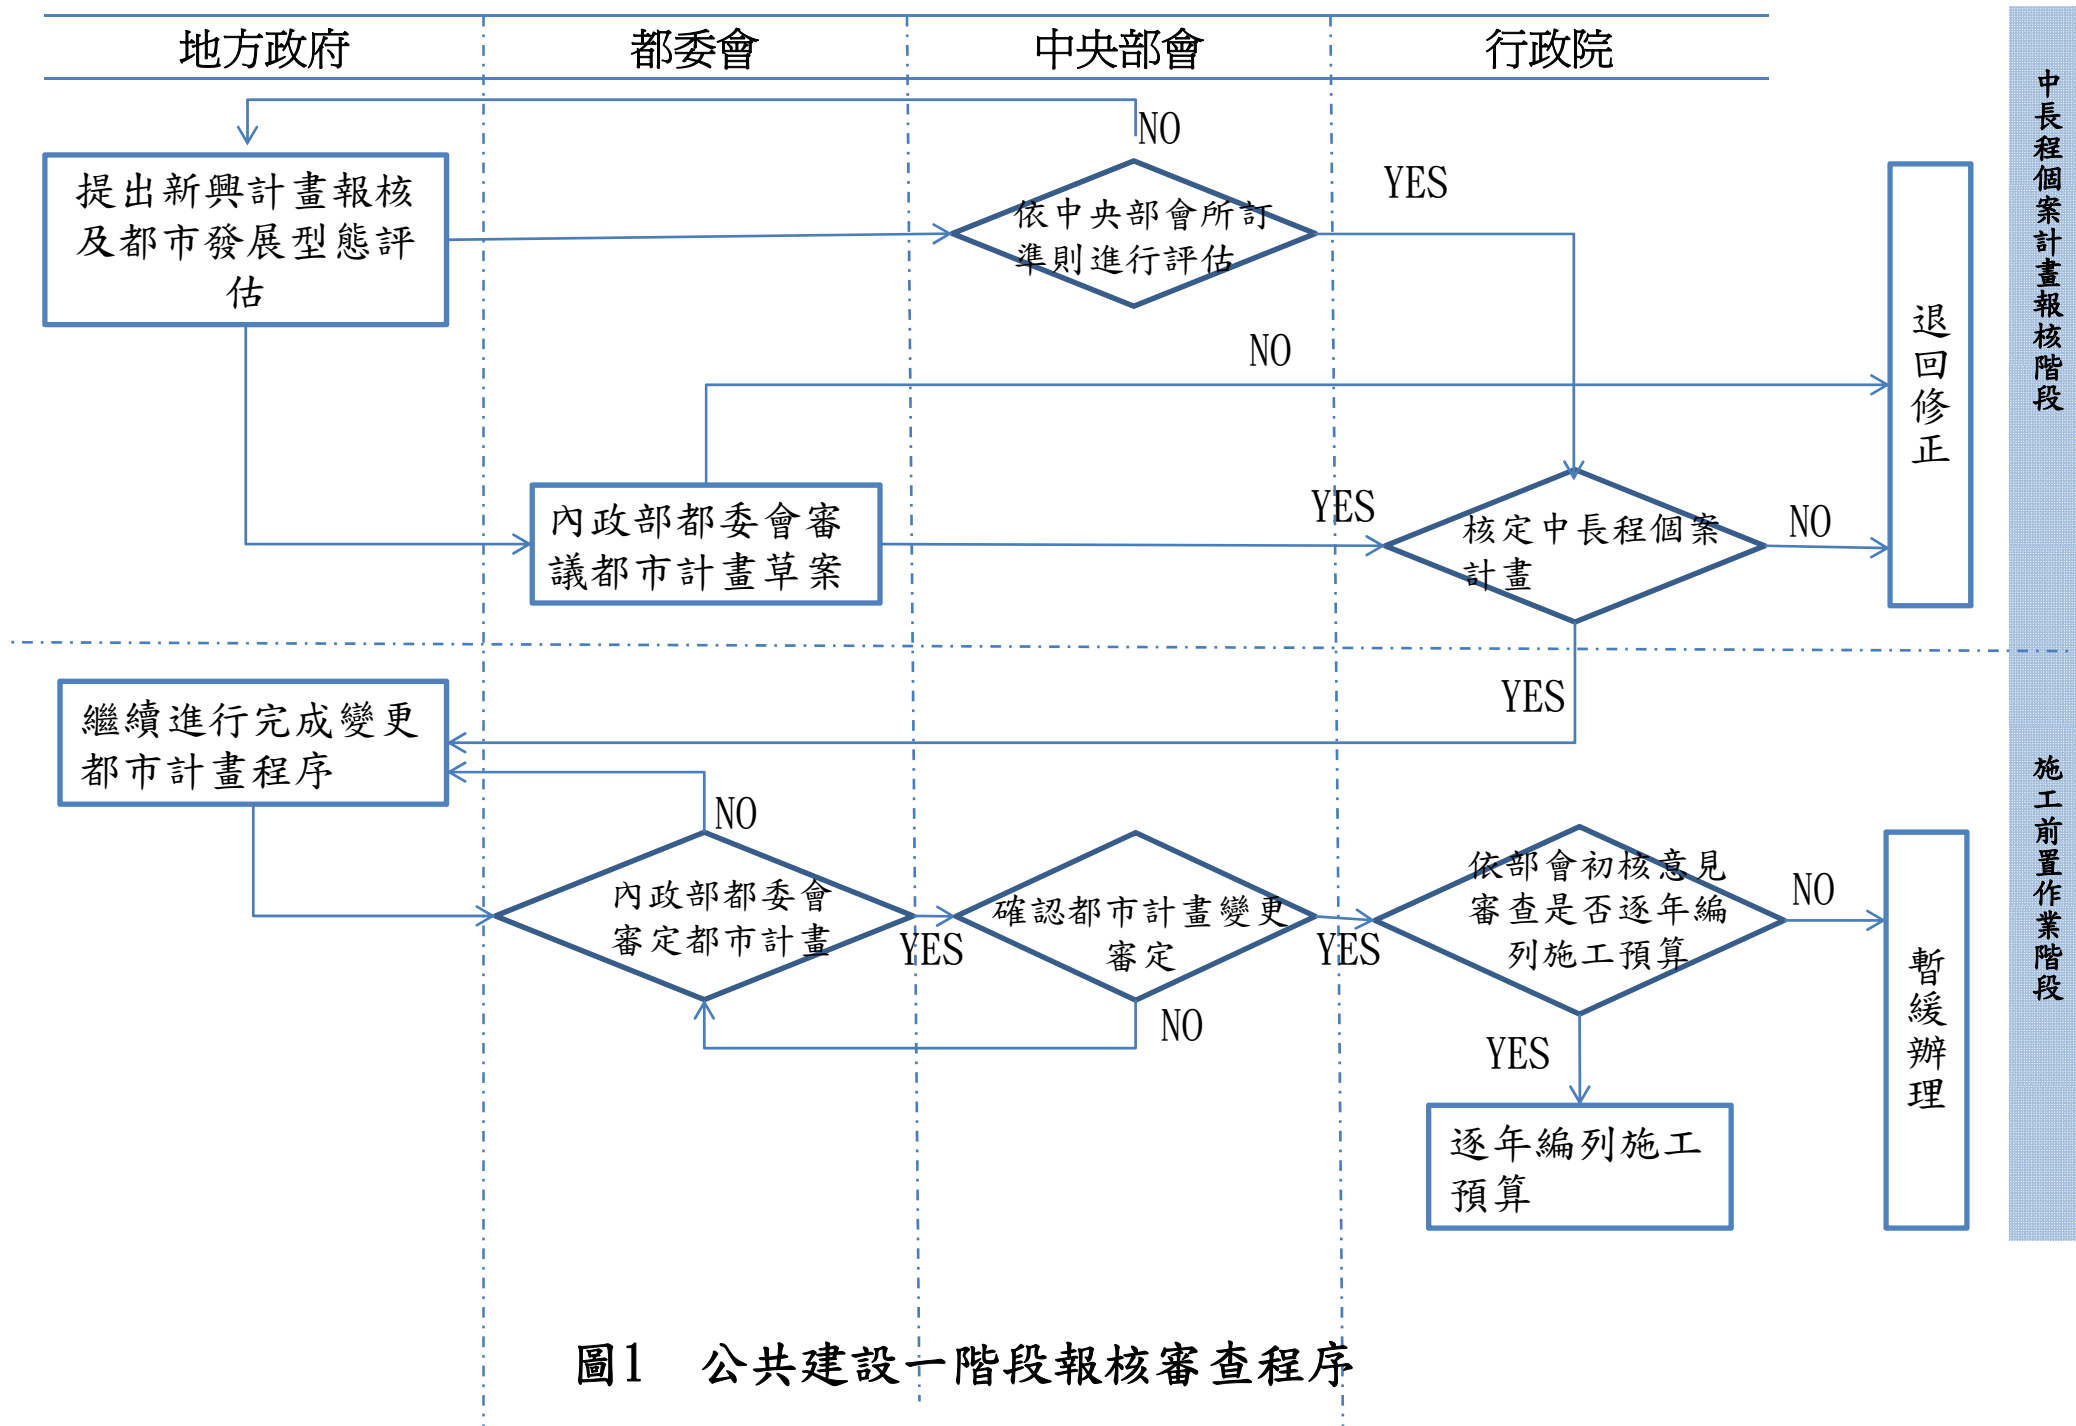 地方政府
都委會
中央部會
行政院
中長程個案計畫報核階段
NO
提出新興計畫報核
及都市發展型態評
估
依中央部會所訂
準則進行評估
YES
NO
退回修正
內政部都委會審
議都市計畫草案
YES
核定中長程個案
計畫
NO
YES
施工前置作業階段
繼續進行完成變更
都市計畫程序
NO
內政部都委會
審定都市計畫
YES
確認都市計畫變更
審定
YES
NO
依部會初核意見
審查是否逐年編
列施工預算
NO
YES
暫緩辦理
逐年編列施工
預算
圖1 公共建設一階段報核審查程序